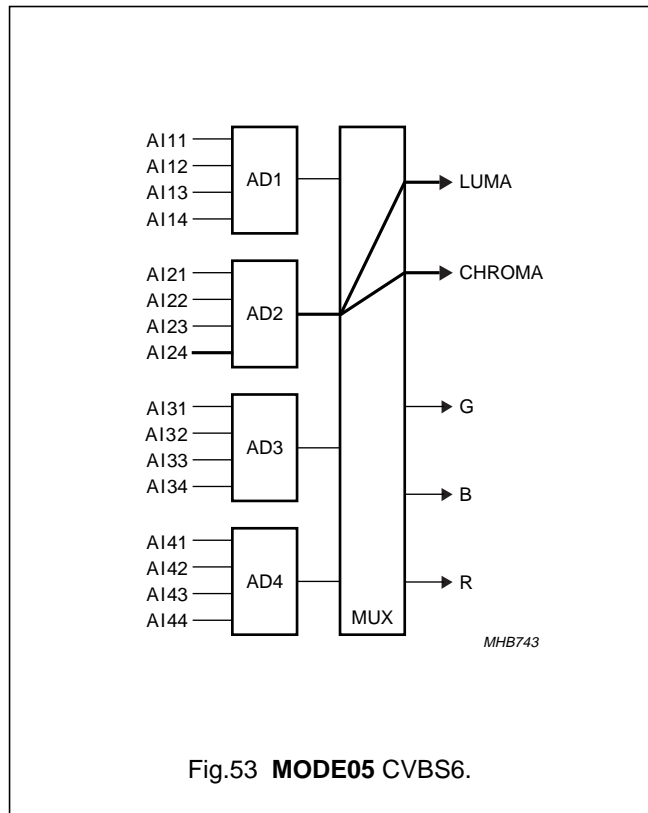 AI11
AI12
AI13
AI14
AD1
LUMA
AI21
AI22
AI23
AI24
AD2
CHROMA
AI31
AI32
AI33
AI34
AD3
G
B
AI41
AI42
AI43
AI44
AD4
R
MUX
MHB743
Fig.53 MODE05 CVBS6.